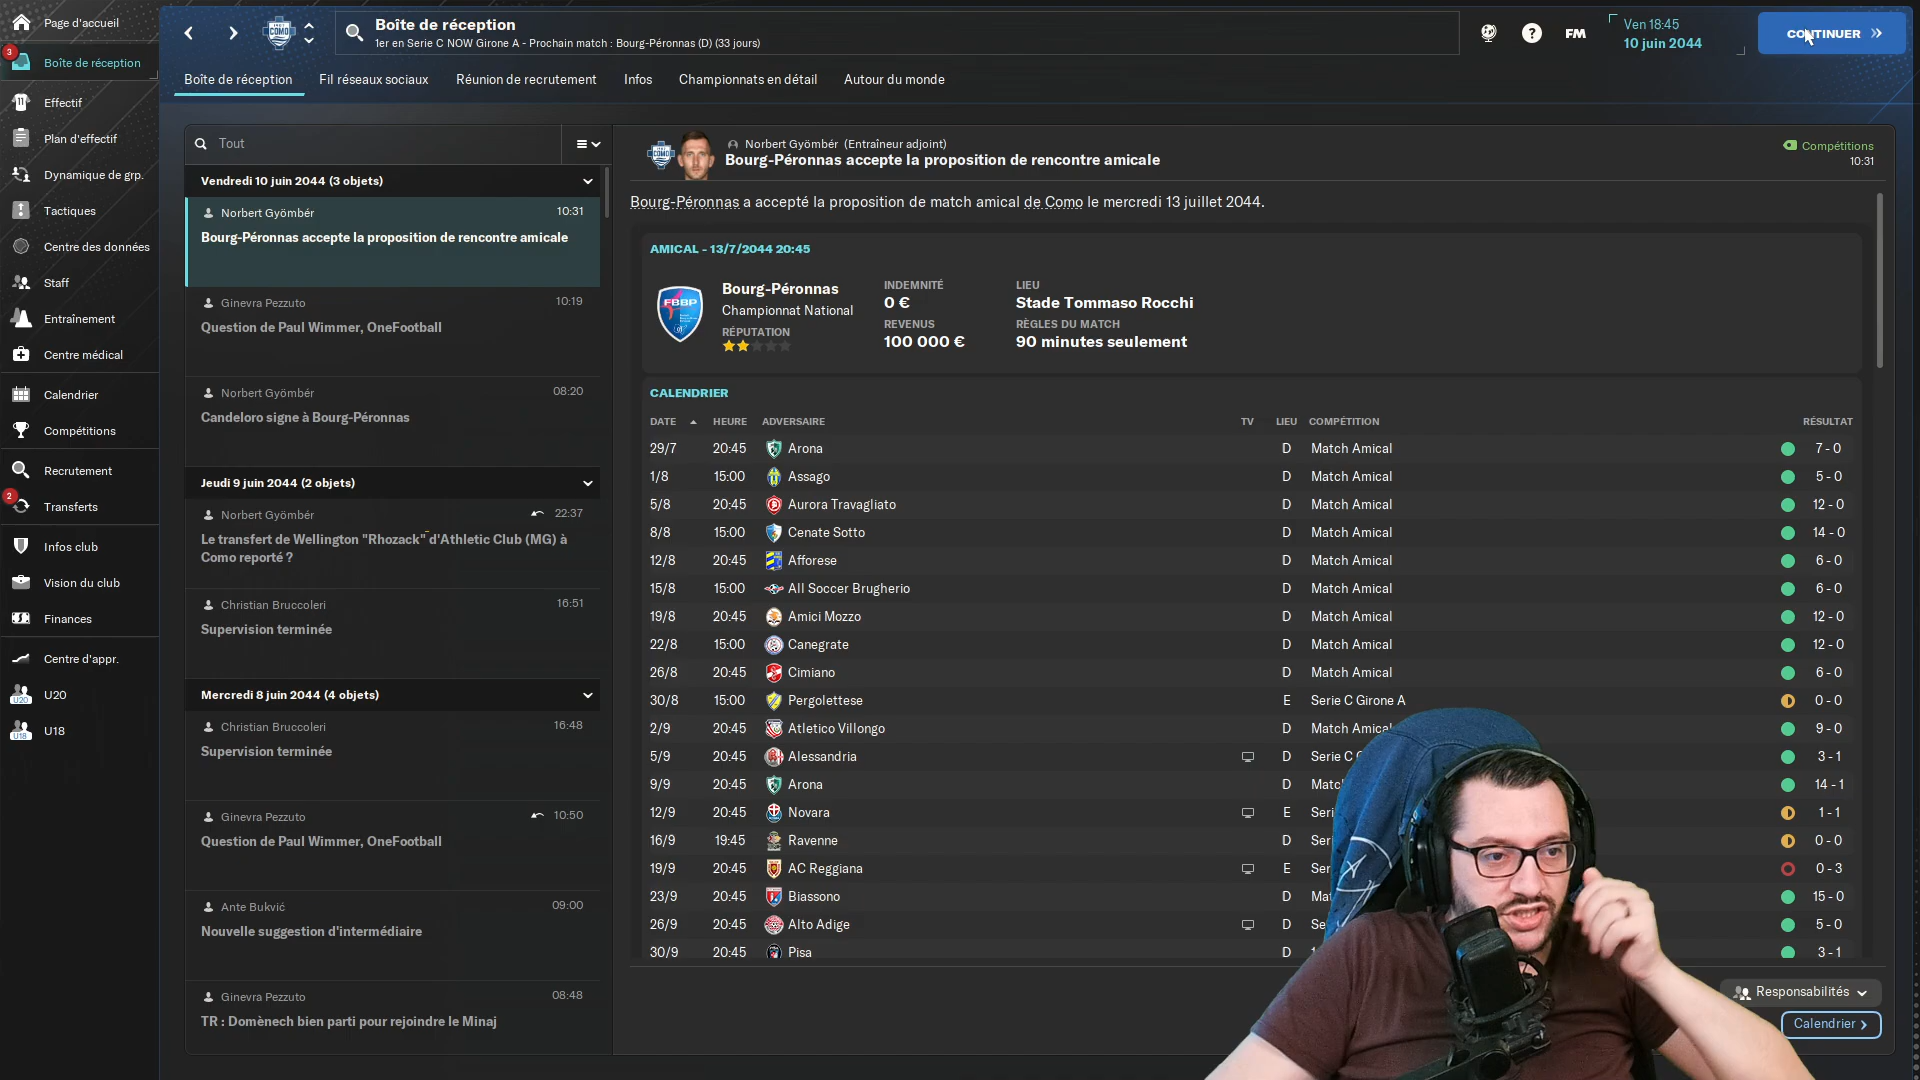 Page d'accueil
3
Boîte de réception
Effectif
Plan d'effectif
Dynamique de grp.
Tactiques
Centre des données
Staff
Entraînement
Centre médical
Calendrier
Compétitions
Recrutement
2
Transferts
Infos club
Vision du club
Finances
Centre d'appr.
U20
U18
Boîte de réception
1er en Serie C NOW Girone A - Prochain match : Bourg-Péronnas (D) (33 jours)
FM
Ven 18:45
10 juin 2044
CONTINUER
Boîte de réception Fil réseaux sociaux Réunion de recrutement Infos Championnats en détail Autour du monde
Tout
Vendredi 10 juin 2044 (3 objets)
Norbert Gyömbér 10:31
Bourg-Péronnas accepte la proposition de rencontre amicale
Ginevra Pezzuto 10:19
Question de Paul Wimmer, OneFootball
Norbert Gyömbér 08:20
Candeloro signe à Bourg-Péronnas
Jeudi 9 juin 2044 (2 objets)
Norbert Gyömbér 22:37
Le transfert de Wellington "Rhozack" d'Athletic Club (MG) à
Como reporté ?
Christian Bruccoleri 16:51
Supervision terminée
Mercredi 8 juin 2044 (4 objets)
Christian Bruccoleri 16:48
Supervision terminée
Ginevra Pezzuto 10:50
Question de Paul Wimmer, OneFootball
Ante Bukvić 09:00
Nouvelle suggestion d'intermédiaire
Ginevra Pezzuto 08:48
TR : Domènech bien parti pour rejoindre le Minaj
Norbert Gyömbér (Entraîneur adjoint)
Bourg-Péronnas accepte la proposition de rencontre amicale
Compétitions
10:31
Bourg-Péronnas a accepté la proposition de match amical de Como le mercredi 13 juillet 2044.
AMICAL - 13/7/2044 20:45
FBBP
Bourg-Péronnas
Championnat National
RÉPUTATION
INDEMNITÉ
0 €
REVENUS
100 000 €
LIEU
Stade Tommaso Rocchi
RÈGLES DU MATCH
90 minutes seulement
CALENDRIER
DATE HEURE ADVERSAIRE TV LIEU COMPÉTITION RÉSULTAT
29/7 20:45 Arona D Match Amical 7 - 0
1/8 15:00 Assago D Match Amical 5 - 0
5/8 20:45 Aurora Travagliato D Match Amical 12 - 0
8/8 15:00 Cenate Sotto D Match Amical 14 - 0
12/8 20:45 Afforese D Match Amical 6 - 0
15/8 15:00 All Soccer Brugherio D Match Amical 6 - 0
19/8 20:45 Amici Mozzo D Match Amical 12 - 0
22/8 15:00 Canegrate D Match Amical 12 - 0
26/8 20:45 Cimiano D Match Amical 6 - 0
30/8 15:00 Pergolettese E Serie C Girone A 0 - 0
2/9 20:45 Atletico Villongo D Match Amical 9 - 0
5/9 20:45 Alessandria D Serie C 3 - 1
9/9 20:45 Arona D Matc 14 - 1
12/9 20:45 Novara E Seri 1 - 1
16/9 19:45 Ravenne D Ser 0 - 0
19/9 20:45 AC Reggiana E Ser 0 - 3
23/9 20:45 Biassono D Mat 15 - 0
26/9 20:45 Alto Adige D Se 5 - 0
30/9 20:45 Pisa D 3 - 1
Responsabilités
Calendrier